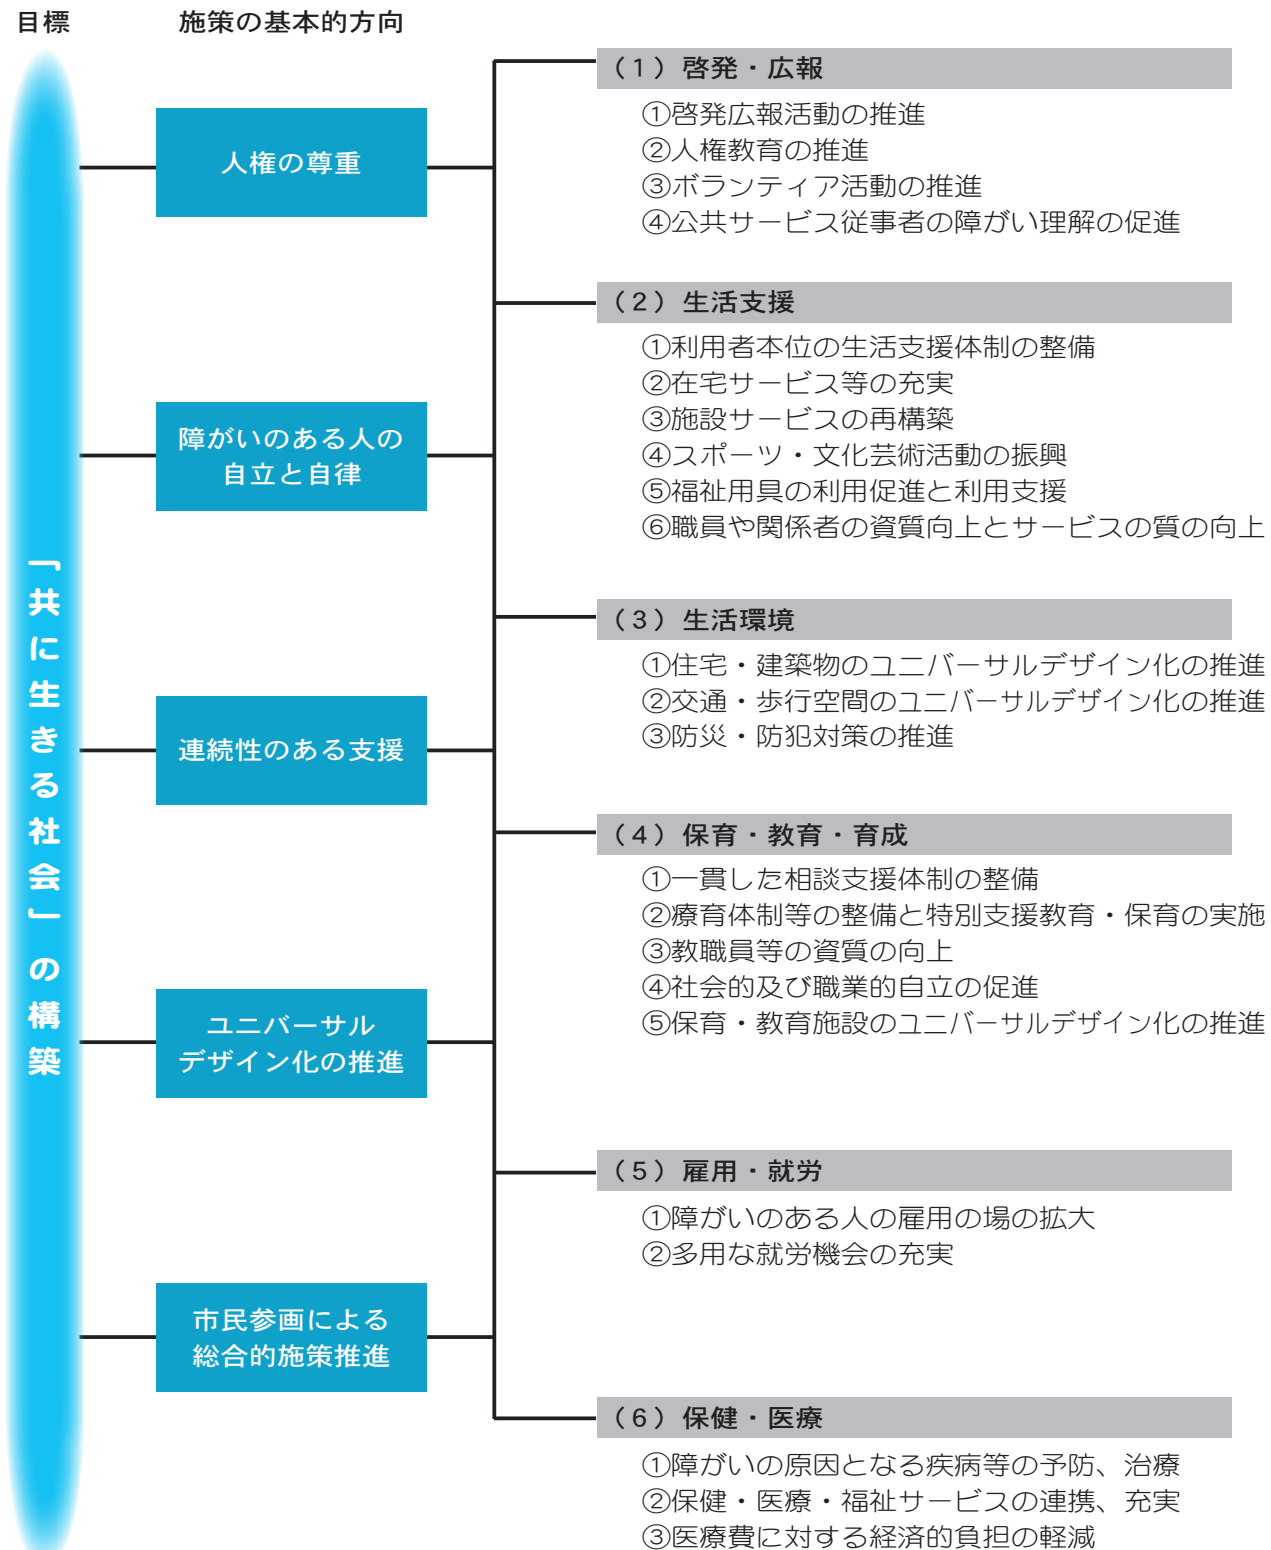 目標
施策の基本的方向
「共に生きる社会」の構築
人権の尊重
障がいのある人の
自立と自律
連続性のある支援
ユニバーサル
デザイン化の推進
市民参画による
総合的施策推進
（1）啓発・広報
①啓発広報活動の推進
②人権教育の推進
③ボランティア活動の推進
④公共サービス従事者の障がい理解の促進
（2）生活支援
①利用者本位の生活支援体制の整備
②在宅サービス等の充実
③施設サービスの再構築
④スポーツ・文化芸術活動の振興
⑤福祉用具の利用促進と利用支援
⑥職員や関係者の資質向上とサービスの質の向上
（3）生活環境
①住宅・建築物のユニバーサルデザイン化の推進
②交通・歩行空間のユニバーサルデザイン化の推進
③防災・防犯対策の推進
（4）保育・教育・育成
①一貫した相談支援体制の整備
②療育体制等の整備と特別支援教育・保育の実施
③教職員等の資質の向上
④社会的及び職業的自立の促進
⑤保育・教育施設のユニバーサルデザイン化の推進
（5）雇用・就労
①障がいのある人の雇用の場の拡大
②多用な就労機会の充実
（6）保健・医療
①障がいの原因となる疾病等の予防、治療
②保健・医療・福祉サービスの連携、充実
③医療費に対する経済的負担の軽減